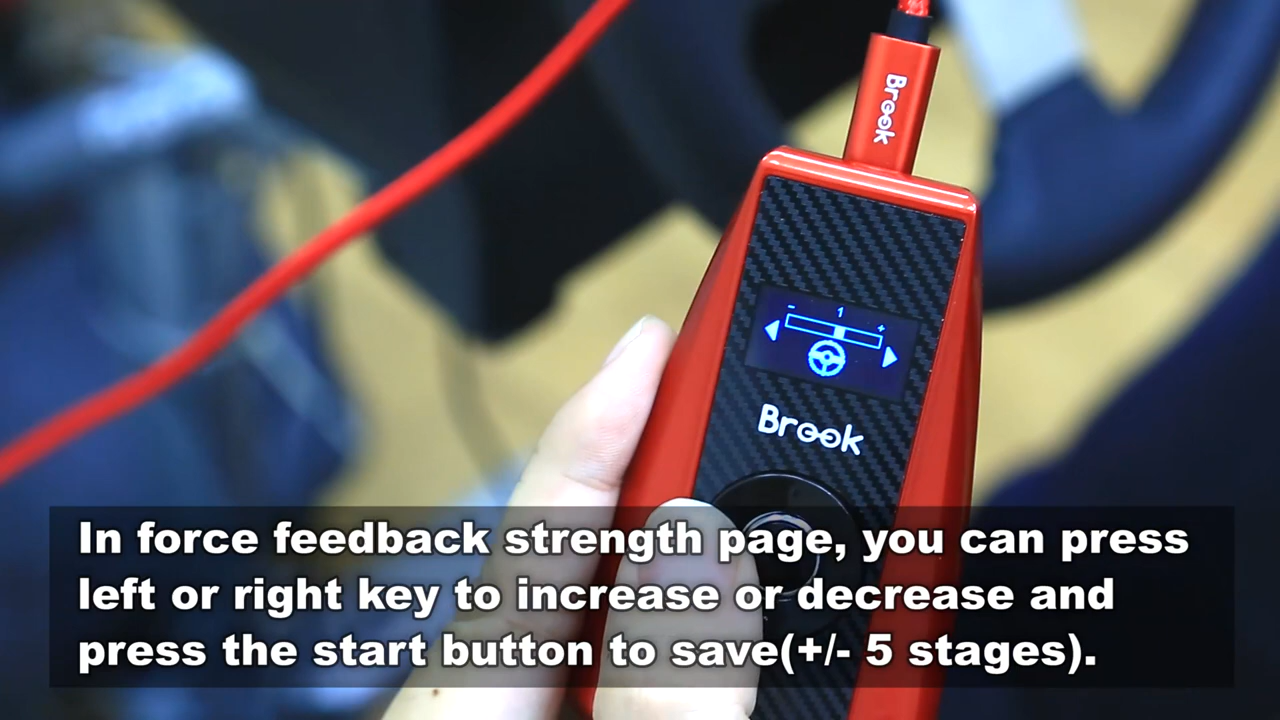 Brook
- 1 +
Brook
In force feedback strength page, you can press
left or right key to increase or decrease and
press the start button to save(+/- 5 stages).